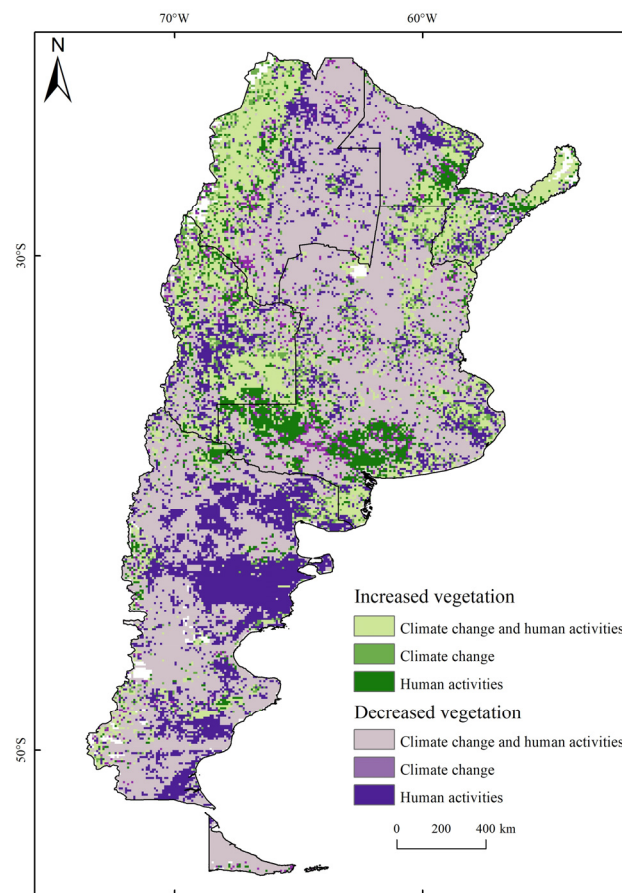 70°W 60°W
N
30°S
Increased vegetation
Climate change and human activities
Climate change
Human activities
Decreased vegetation
Climate change and human activities
50°S
Climate change
Human activities
0 200 400 km